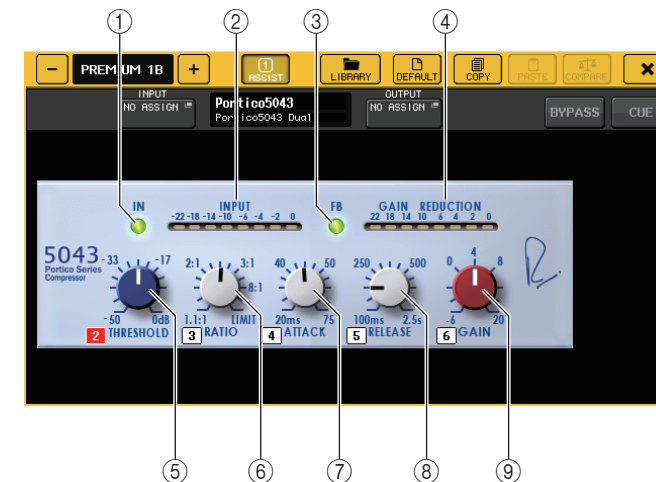 ① ② ③ ④
− PREMIUM 1B + 1 ASSIST LIBRARY DEFAULT COPY PASTE COMPARE ×
INPUT
NO ASSIGN
Portico5043
Portico5043 Dual
OUTPUT
NO ASSIGN
BYPASS CUE
IN INPUT FB GAIN REDUCTION
-22 -18 -14 -10 -6 -4 -2 0 22 18 14 10 6 4 2 0
5043
Portico Series
Compressor
-33 -17 2:1 3:1 8:1 40 50 250 500 0 4 8
-50 0dB 1.1:1 LIMIT 20ms 75 100ms 2.5s -6 20
2 THRESHOLD 3 RATIO 4 ATTACK 5 RELEASE 6 GAIN
⑤ ⑥ ⑦ ⑧ ⑨